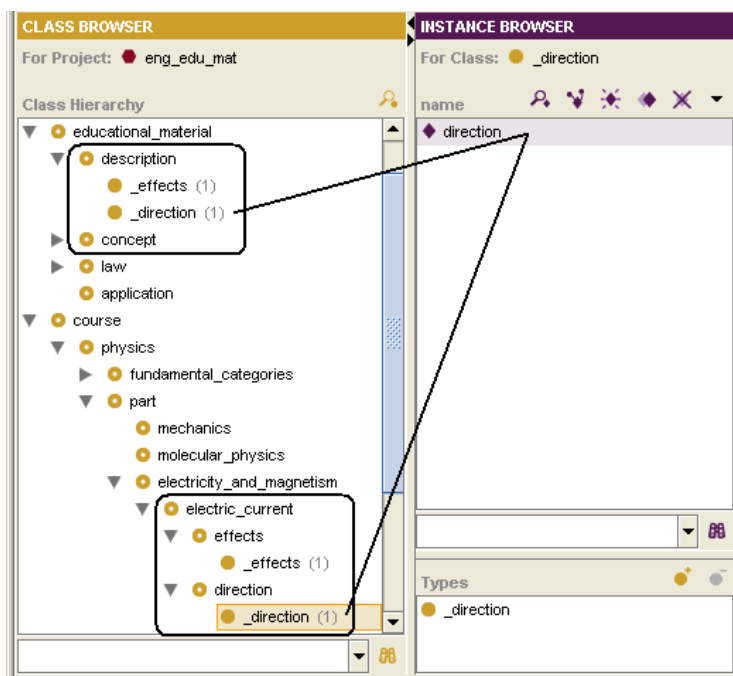 CLASS BROWSER
For Project: eng_edu_mat
Class Hierarchy
educational_material
description
_effects (1)
_direction (1)
concept
law
application
course
physics
fundamental_categories
part
mechanics
molecular_physics
electricity_and_magnetism
electric_current
effects
_effects (1)
direction
_direction (1)
INSTANCE BROWSER
For Class: _direction
name
direction
Types
_direction